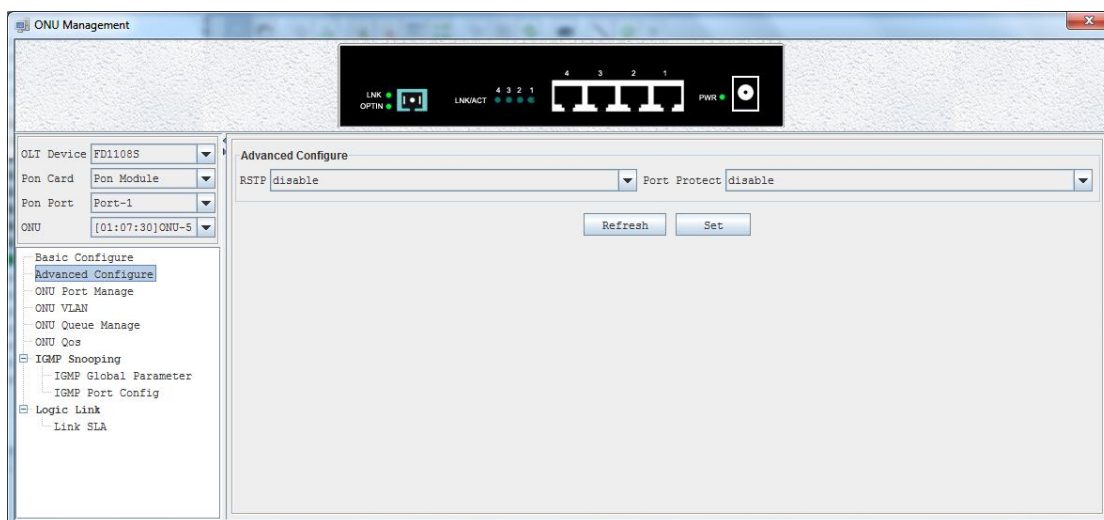 ONU Management
x
4 3 2 1
LNK
OPTIN
LNK/ACT
4 3 2 1
PWR
OLT Device FD1108S
Pon Card Pon Module
Pon Port Port-1
ONU [01:07:30]ONU-5
Basic Configure
Advanced Configure
ONU Port Manage
ONU VLAN
ONU Queue Manage
ONU Qos
IGMP Snooping
IGMP Global Parameter
IGMP Port Config
Logic Link
Link SLA
Advanced Configure
RSTP disable Port Protect disable
Refresh Set